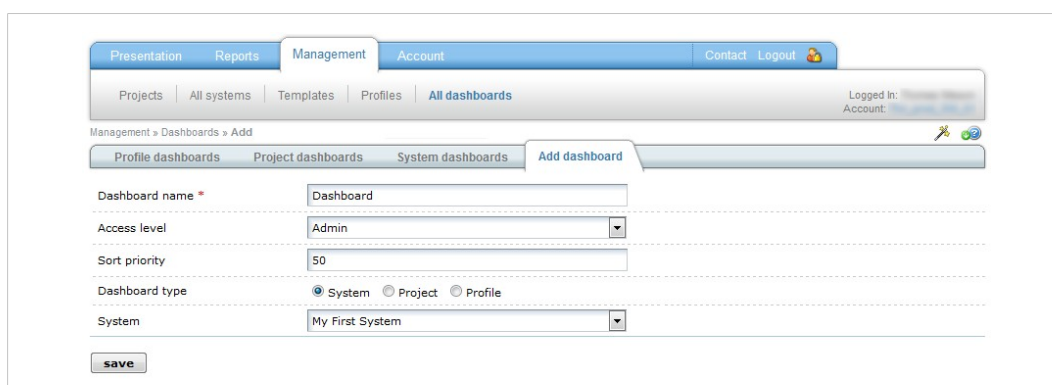 Presentation Reports Management Account Contact Logout
Projects All systems Templates Profiles All dashboards
Logged In:
Account:
Management » Dashboards » Add
Profile dashboards Project dashboards System dashboards Add dashboard
Dashboard name * Dashboard
Access level Admin
Sort priority 50
Dashboard type System Project Profile
System My First System
save